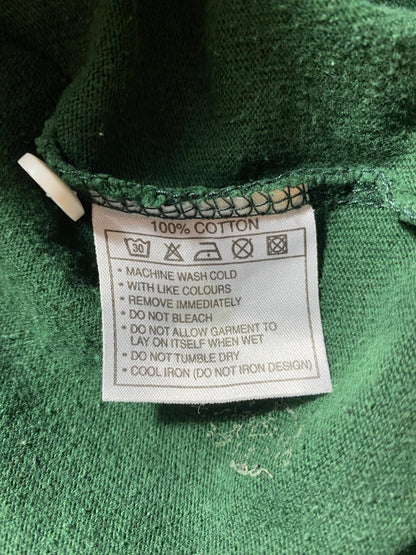 100% COTTON
30
• MACHINE WASH COLD
• WITH LIKE COLOURS
• REMOVE IMMEDIATELY
• DO NOT BLEACH
• DO NOT ALLOW GARMENT TO
LAY ON ITSELF WHEN WET
• DO NOT TUMBLE DRY
• COOL IRON (DO NOT IRON DESIGN)